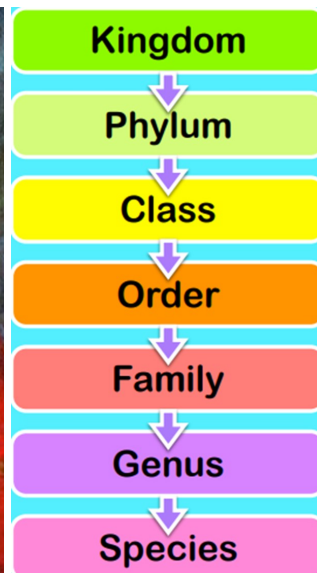 Kingdom
Phylum
Class
Order
Family
Genus
Species